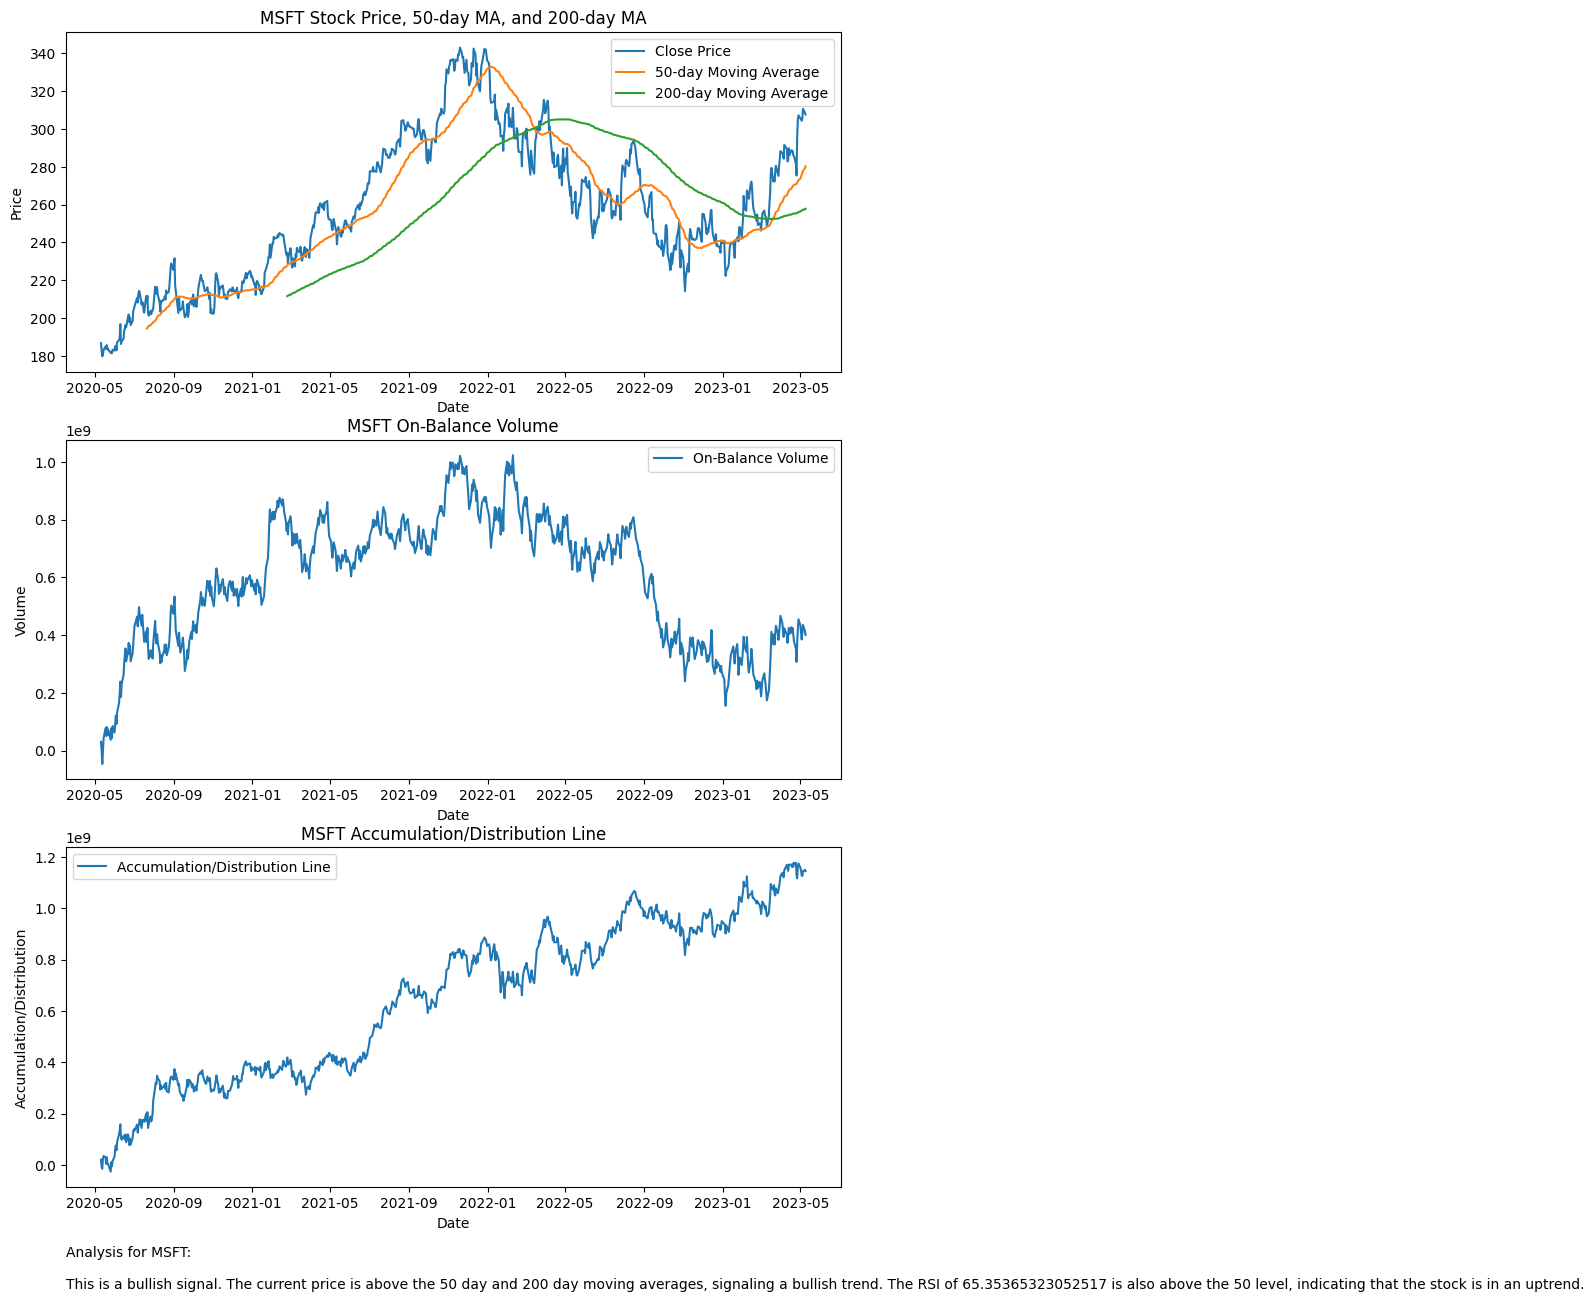 MSFT Stock Price, 50-day MA, and 200-day MA
Close Price
50-day Moving Average
200-day Moving Average
Price
340
320
300
280
260
240
220
200
180
2020-05 2020-09 2021-01 2021-05 2021-09 2022-01 2022-05 2022-09 2023-01 2023-05
Date
MSFT On-Balance Volume
1e9
On-Balance Volume
Volume
1.0
0.8
0.6
0.4
0.2
0.0
2020-05 2020-09 2021-01 2021-05 2021-09 2022-01 2022-05 2022-09 2023-01 2023-05
Date
MSFT Accumulation/Distribution Line
1e9
Accumulation/Distribution Line
Accumulation/Distribution
1.2
1.0
0.8
0.6
0.4
0.2
0.0
2020-05 2020-09 2021-01 2021-05 2021-09 2022-01 2022-05 2022-09 2023-01 2023-05
Date
Analysis for MSFT:
This is a bullish signal. The current price is above the 50 day and 200 day moving averages, signaling a bullish trend. The RSI of 65.35365323052517 is also above the 50 level, indicating that the stock is in an uptrend.